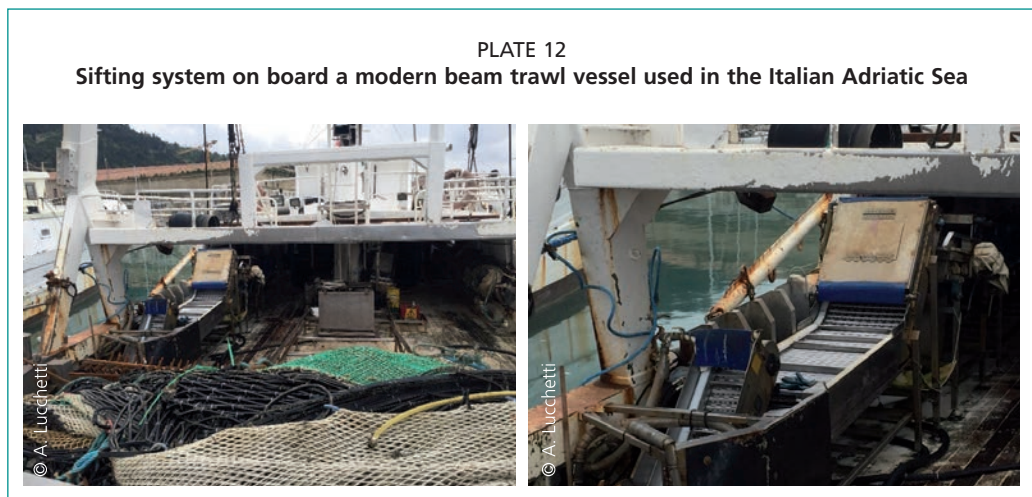 PLATE 12
Sifting system on board a modern beam trawl vessel used in the Italian Adriatic Sea
© A. Lucchetti
© A. Lucchetti